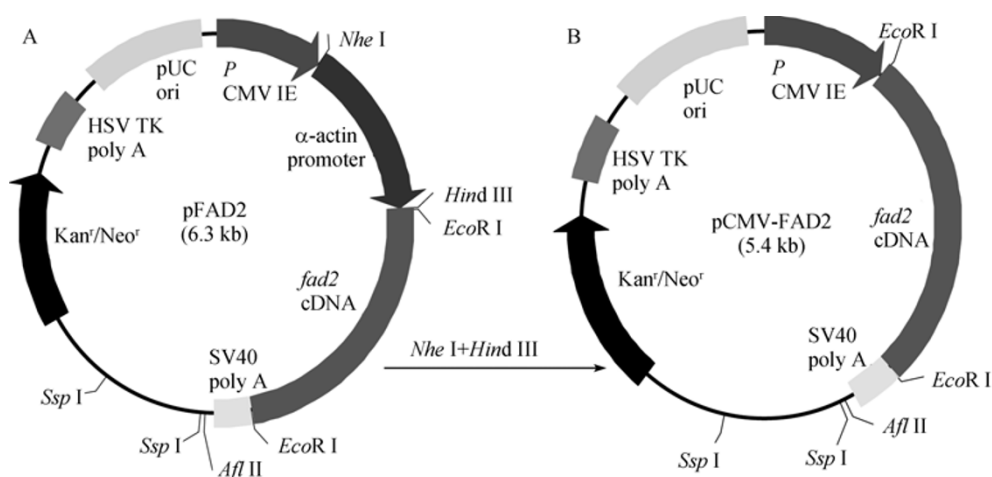 A
pUC
ori
P
CMV IE
Nhe I
HSV TK
poly A
α-actin
promoter
pFAD2
(6.3 kb)
Hind III
EcoR I
Kanʳ/Neoʳ
fad2
cDNA
SV40
poly A
Ssp I
Ssp I
Afl II
EcoR I
Nhe I+Hind III
B
pUC
ori
P
CMV IE
EcoR I
HSV TK
poly A
pCMV-FAD2
(5.4 kb)
fad2
cDNA
Kanʳ/Neoʳ
SV40
poly A
EcoR I
Afl II
Ssp I
Ssp I